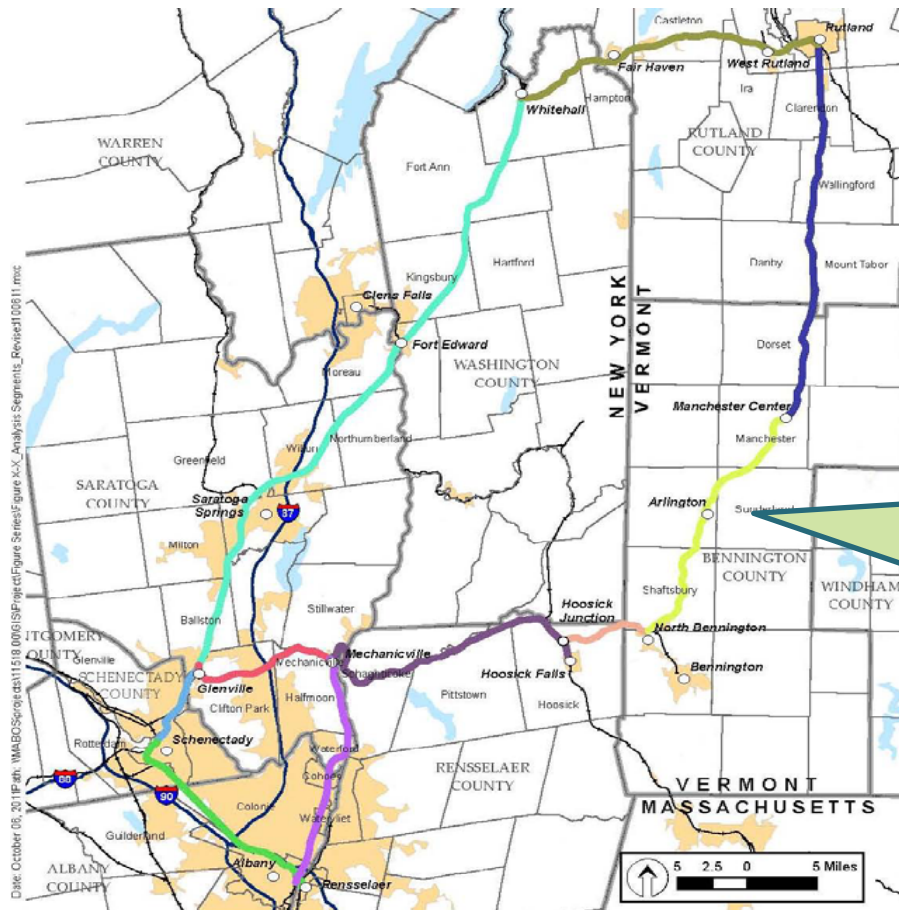 Castleton
Rutland
Fair Haven
West Rutland
Ira
Hampton
Whitehall
Clarendon
WARREN
COUNTY
RUTLAND
COUNTY
Fort Ann
Wallingford
Kingsbury
Hartford
Danby
Mount Tabor
Glens Falls
NEW YORK
VERMONT
Fort Edward
WASHINGTON
COUNTY
Dorset
Moreau
Manchester Center
Wilton
Northumberland
Manchester
Greenfield
SARATOGA
COUNTY
Saratoga
Springs
87
Arlington
Sunderland
Milton
BENNINGTON
COUNTY
WINDHAM
COUNTY
Shaftsbury
Stillwater
Hoosick
Junction
Ballston
North Bennington
NTGOMERY
COUNTY
Glenville
Mechanicville
Mechanicville
Schaghticoke
Hoosick Falls
Bennington
SCHENECTADY
COUNTY
Glenville
Clifton Park
Halfmoon
Pittstown
Hoosick
Rotterdam
Schenectady
Waterford
Cohoes
RENSSELAER
COUNTY
90
90
Colonie
Watervliet
VERMONT
MASSACHUSETTS
Guilderland
Albany
ALBANY
COUNTY
Rensselaer
5 2.5 0 5 Miles